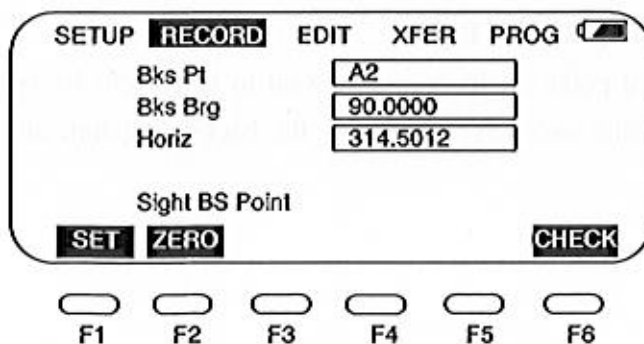 SETUP RECORD EDIT XFER PROG
Bks Pt A2
Bks Brg 90.0000
Horiz 314.5012
Sight BS Point
SET ZERO CHECK
F1 F2 F3 F4 F5 F6